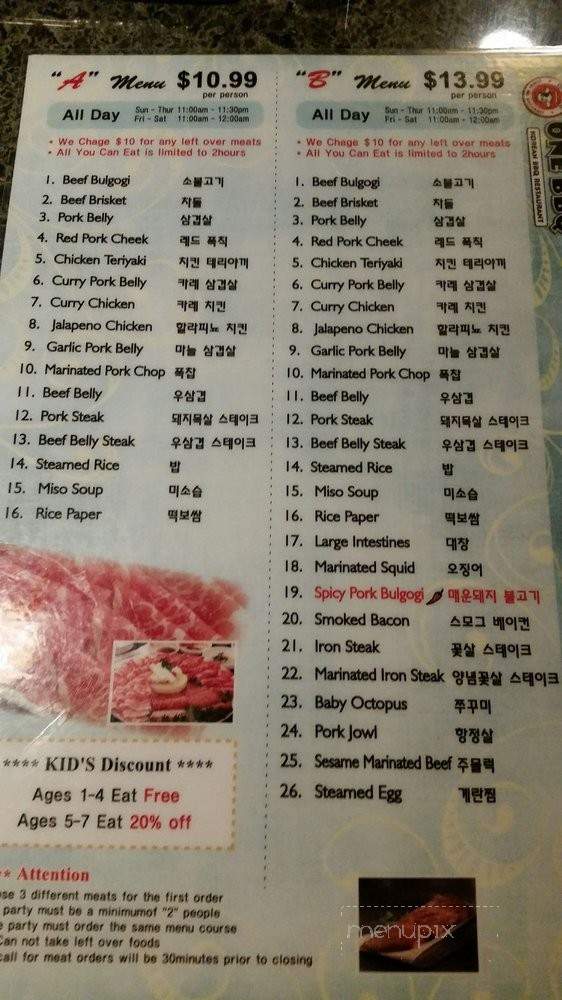 "A" Menu $10.99
per person
All Day Sun - Thur 11:00am - 11:30pm
Fri - Sat 11:00am - 12:00am
• We Chage $10 for any left over meats
• All You Can Eat is limited to 2hours
1. Beef Bulgogi 소불고기
2. Beef Brisket 차돌
3. Pork Belly 삼겹살
4. Red Pork Cheek 레드 폭칙
5. Chicken Teriyaki 치킨 테리야끼
6. Curry Pork Belly 카레 삼겹살
7. Curry Chicken 카레 치킨
8. Jalapeno Chicken 할라피뇨 치킨
9. Garlic Pork Belly 마늘 삼겹살
10. Marinated Pork Chop 폭찹
11. Beef Belly 우삼겹
12. Pork Steak 돼지목살 스테이크
13. Beef Belly Steak 우삼겹 스테이크
14. Steamed Rice 밥
15. Miso Soup 미소습
16. Rice Paper 떡보쌈
**** KID'S Discount ****
Ages 1-4 Eat Free
Ages 5-7 Eat 20% off
** Attention
3 different meats for the first order
party must be a minimumof "2" people
party must order the same menu course
Can not take left over foods
call for meat orders will be 30minutes prior to closing
"B" Menu $13.99
per person
All Day Sun - Thur 11:00am - 11:30pm
Fri - Sat 11:00am - 12:00am
• We Chage $10 for any left over meats
• All You Can Eat is limited to 2hours
1. Beef Bulgogi 소불고기
2. Beef Brisket 차돌
3. Pork Belly 삼겹살
4. Red Pork Cheek 레드 폭칙
5. Chicken Teriyaki 치킨 테리야끼
6. Curry Pork Belly 카레 삼겹살
7. Curry Chicken 카레 치킨
8. Jalapeno Chicken 할라피뇨 치킨
9. Garlic Pork Belly 마늘 삼겹살
10. Marinated Pork Chop 폭찹
11. Beef Belly 우삼겹
12. Pork Steak 돼지목살 스테이크
13. Beef Belly Steak 우삼겹 스테이크
14. Steamed Rice 밥
15. Miso Soup 미소습
16. Rice Paper 떡보쌈
17. Large Intestines 대창
18. Marinated Squid 오징어
19. Spicy Pork Bulgogi 매운돼지 불고기
20. Smoked Bacon 스모그 베이컨
21. Iron Steak 꽃살 스테이크
22. Marinated Iron Steak 양념꽃살 스테이크
23. Baby Octopus 쭈꾸미
24. Pork Jowl 항정살
25. Sesame Marinated Beef 주물럭
26. Steamed Egg 계란찜
ONE BBQ
KOREAN BBQ RESTAURANT
menupix